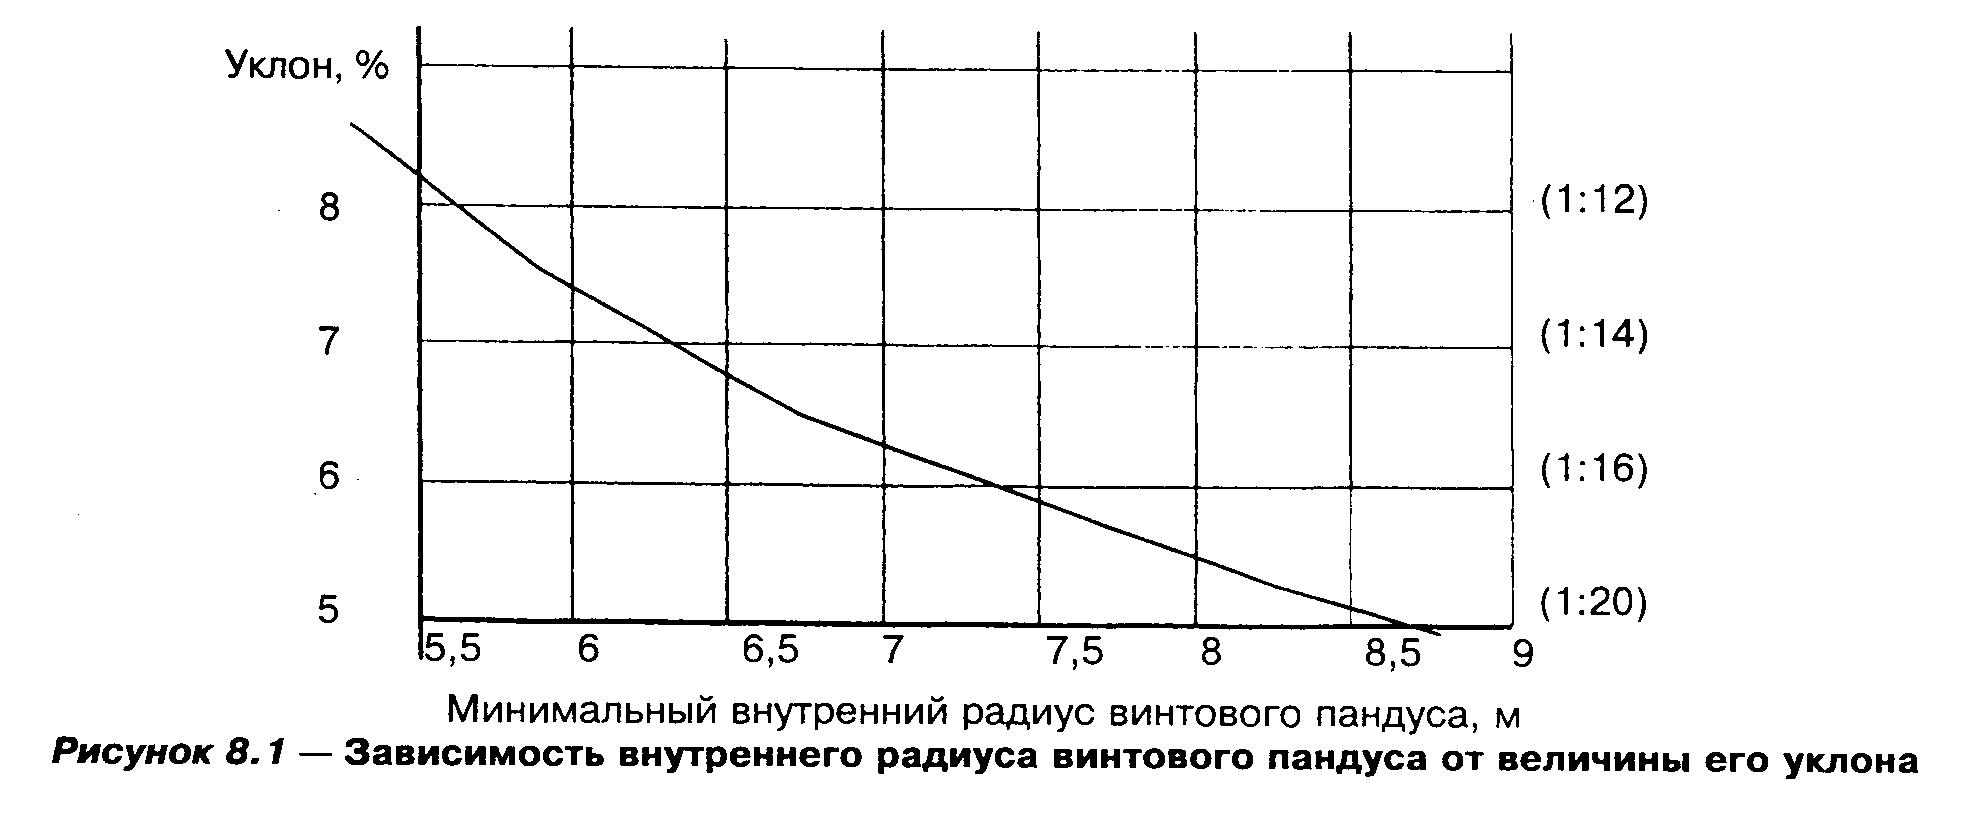 Уклон, %
8 (1:12)
7 (1:14)
6 (1:16)
5 (1:20)
5,5 6 6,5 7 7,5 8 8,5 9
Минимальный внутренний радиус винтового пандуса, м
Рисунок 8.1 — Зависимость внутреннего радиуса винтового пандуса от величины его уклона